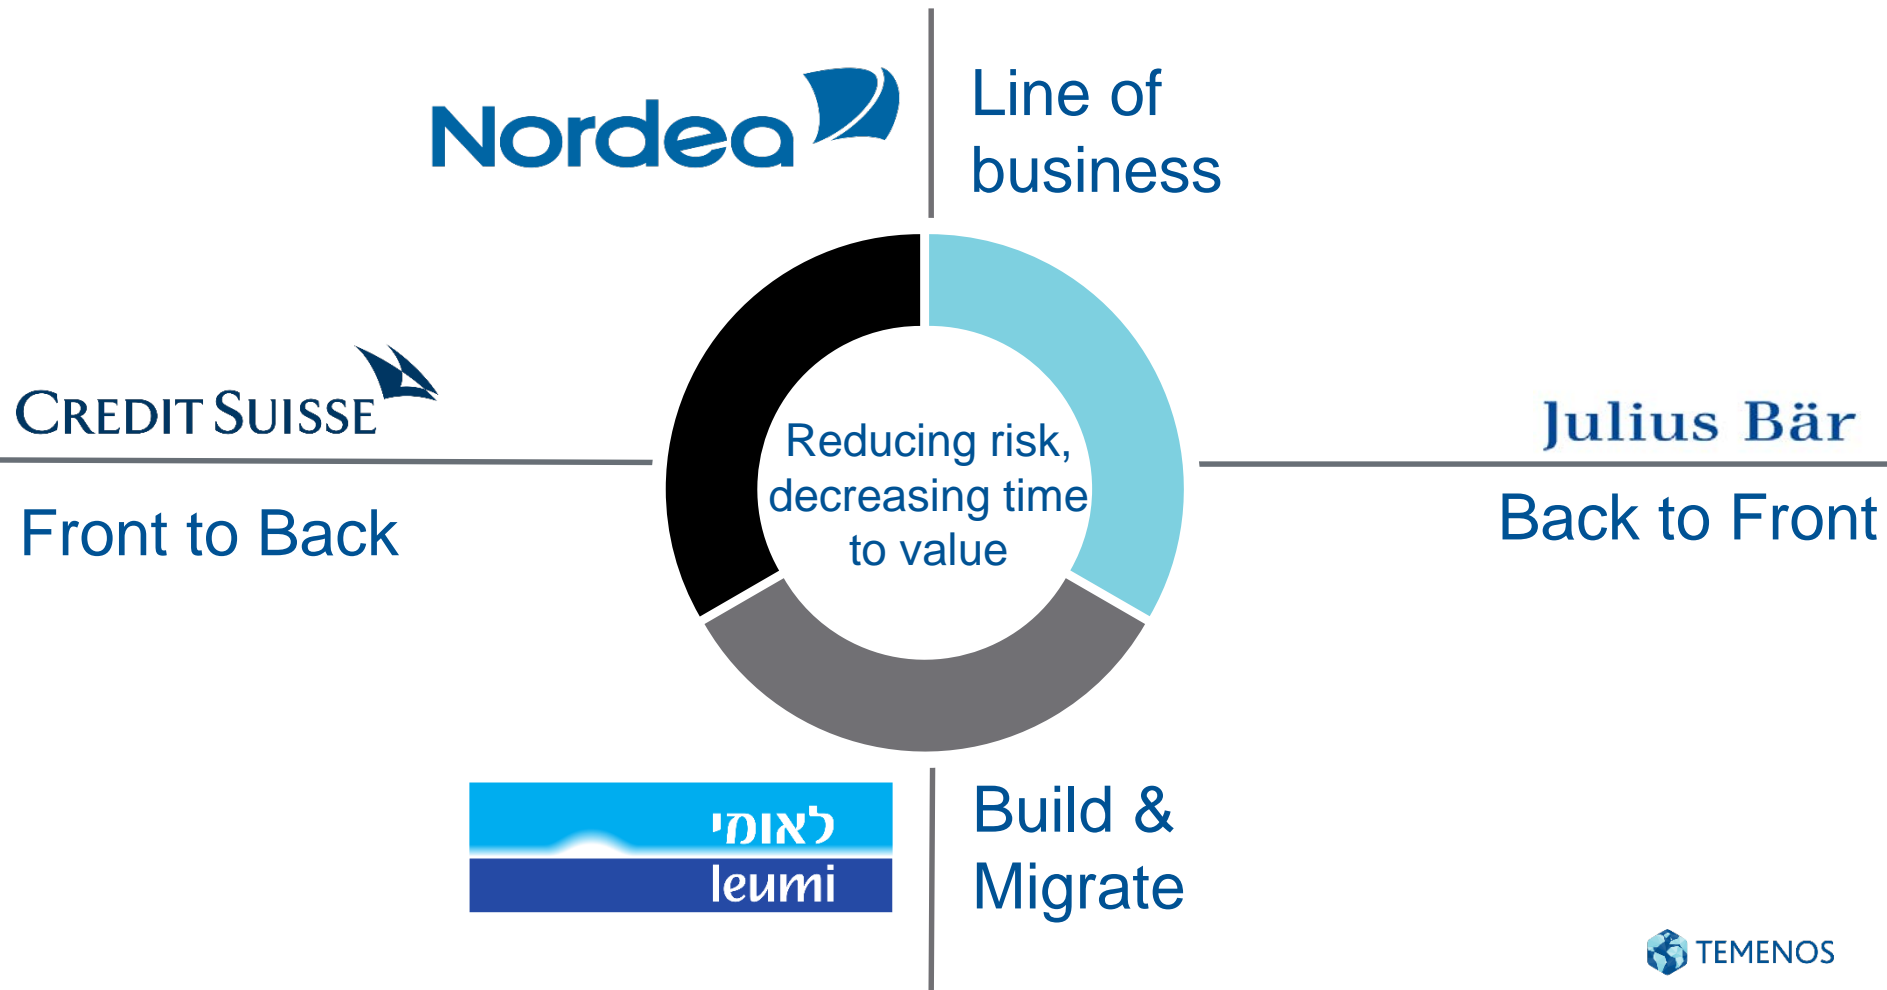 Nordea
Line of
business
CREDIT SUISSE
Front to Back
Reducing risk,
decreasing time
to value
Julius Bär
Back to Front
לאומי
leumi
Build &
Migrate
TEMENOS